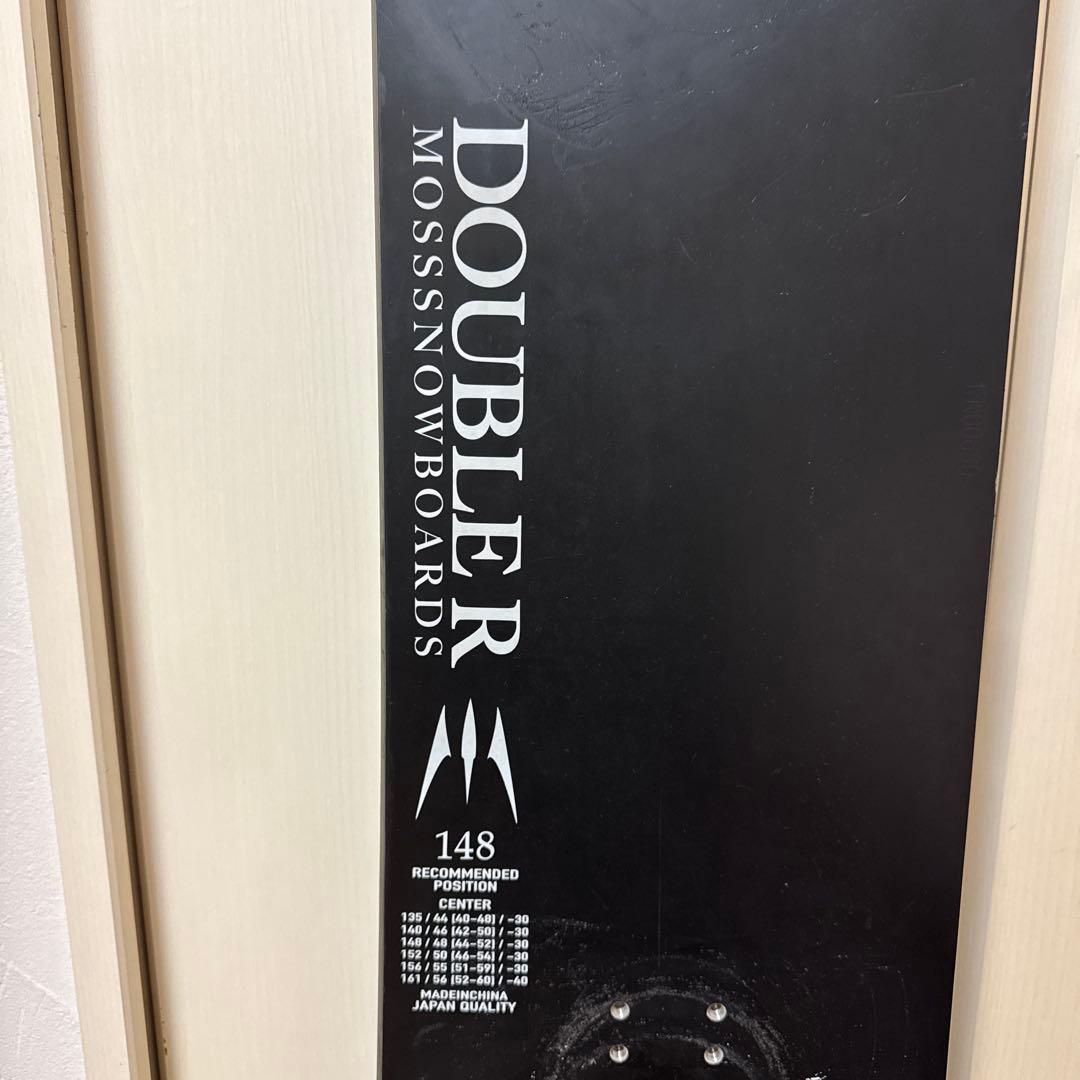 DOUBLER
MOSSSNOWBOARDS
148
RECOMMENDED
POSITION
CENTER
135 / 44 [40-48] / -30
140 / 46 [42-50] / -30
148 / 48 [44-52] / -30
152 / 50 [46-54] / -30
156 / 55 [51-59] / -30
161 / 56 [52-60] / -40
MADEINCHINA
JAPAN QUALITY